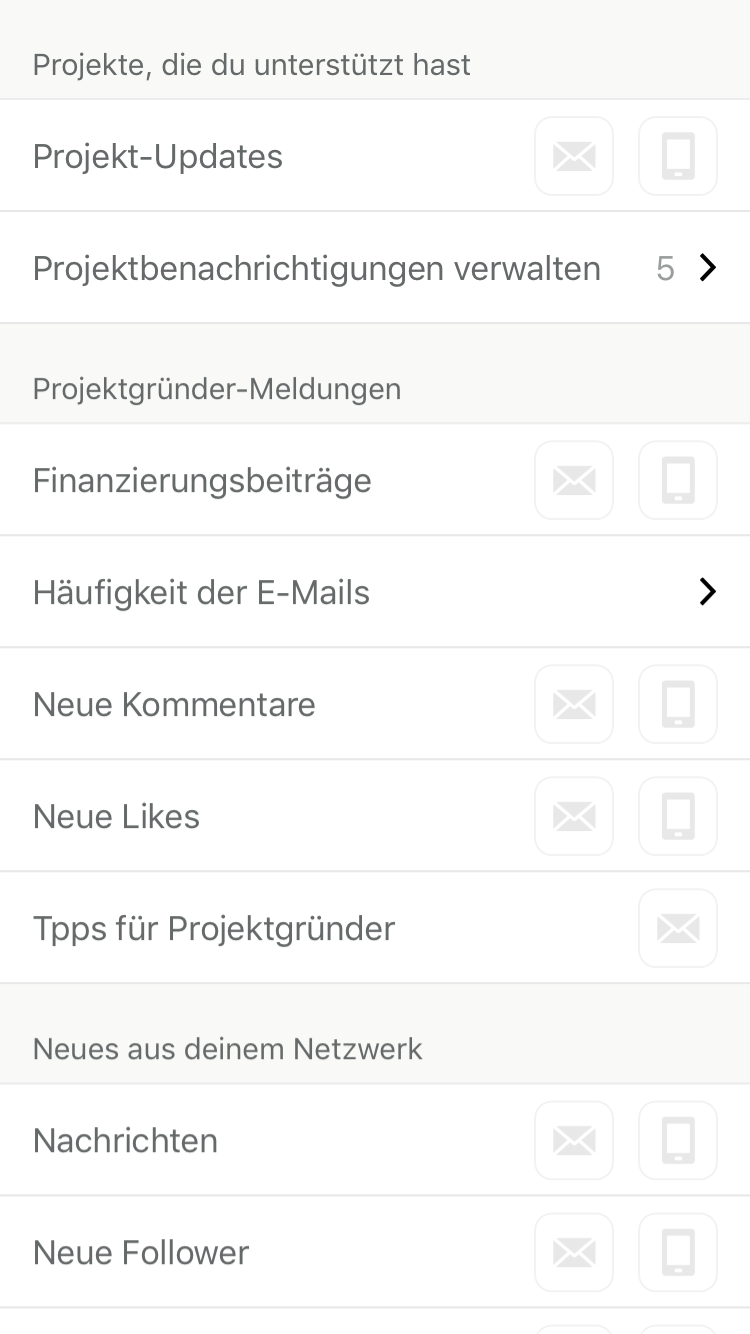 Projekte, die du unterstützt hast
Projekt-Updates
Projektbenachrichtigungen verwalten 5
Projektgründer-Meldungen
Finanzierungsbeiträge
Häufigkeit der E-Mails
Neue Kommentare
Neue Likes
Tpps für Projektgründer
Neues aus deinem Netzwerk
Nachrichten
Neue Follower